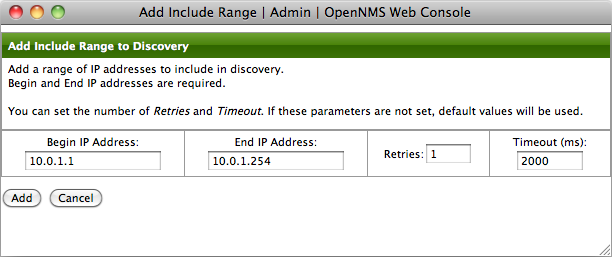 Add Include Range | Admin | OpenNMS Web Console
Add Include Range to Discovery
Add a range of IP addresses to include in discovery.
Begin and End IP addresses are required.
You can set the number of Retries and Timeout. If these parameters are not set, default values will be used.
Begin IP Address:
10.0.1.1
End IP Address:
10.0.1.254
Retries: 1
Timeout (ms):
2000
Add Cancel